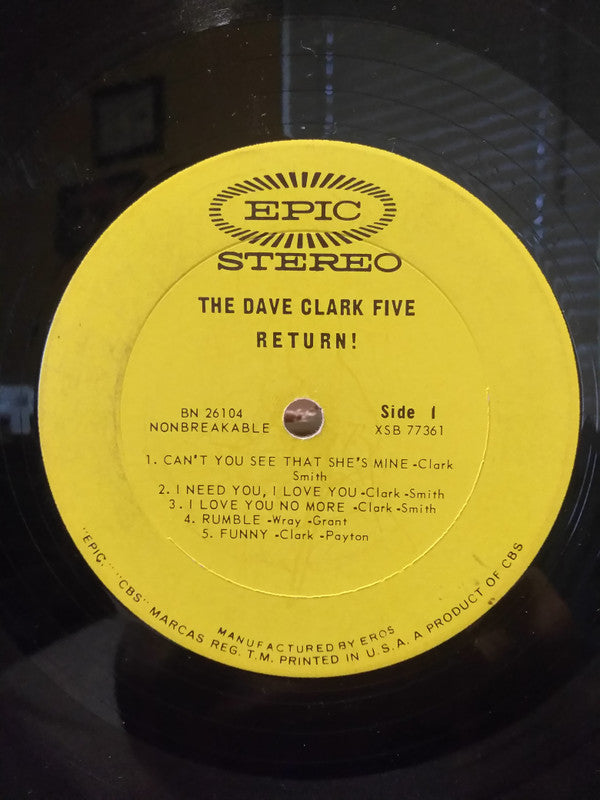 EPIC
STEREO
THE DAVE CLARK FIVE
RETURN!
BN 26104
NONBREAKABLE
Side 1
XSB 77361
1. CAN'T YOU SEE THAT SHE'S MINE -Clark
Smith
2. I NEED YOU, I LOVE YOU -Clark -Smith
3. I LOVE YOU NO MORE -Clark -Smith
4. RUMBLE -Wray -Grant
5. FUNNY -Clark -Payton
MANUFACTURED BY EROS
"EPIC," "CBS" MARCAS REG. T.M. PRINTED IN U.S.A. A PRODUCT OF CBS